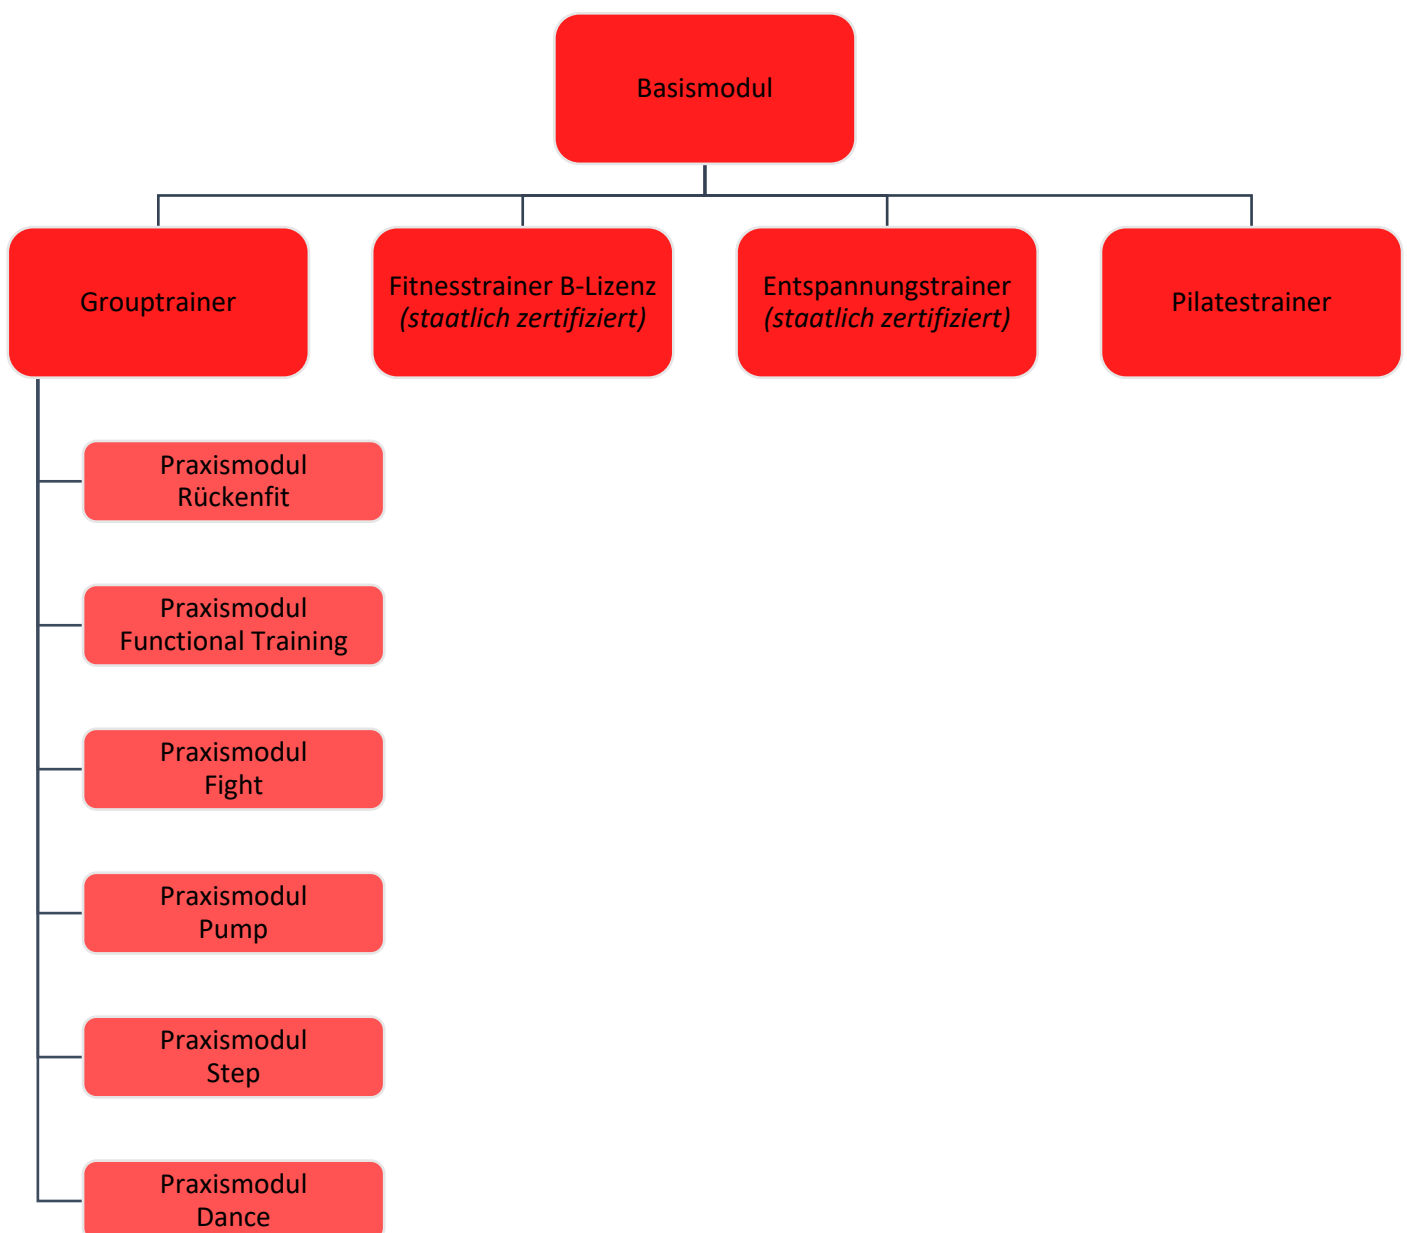 Basismodul
Grouptrainer
Fitnesstrainer B-Lizenz
(staatlich zertifiziert)
Entspannungstrainer
(staatlich zertifiziert)
Pilatestrainer
Praxismodul
Rückenfit
Praxismodul
Functional Training
Praxismodul
Fight
Praxismodul
Pump
Praxismodul
Step
Praxismodul
Dance